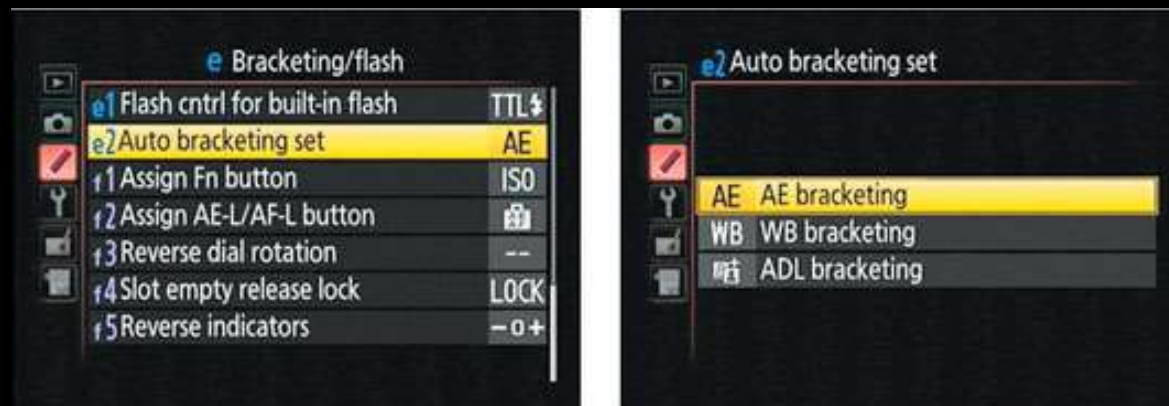 e Bracketing/flash
e1 Flash cntrl for built-in flash TTL
e2 Auto bracketing set AE
f1 Assign Fn button ISO
f2 Assign AE-L/AF-L button
f3 Reverse dial rotation --
f4 Slot empty release lock LOCK
f5 Reverse indicators -o+
e2 Auto bracketing set
AE AE bracketing
WB WB bracketing
ADL bracketing